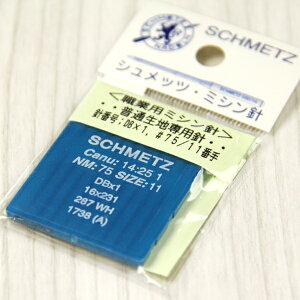 SCHMETZ
シュメッツ・ミシン針
<職業用ミシン針>
普通生地専用針
針番号:DB×1, #75/11番手
SCHMETZ
Canu: 14:25 1
NM: 75 SIZE: 11
DBx1
16x231
287 WH
1738 (A)